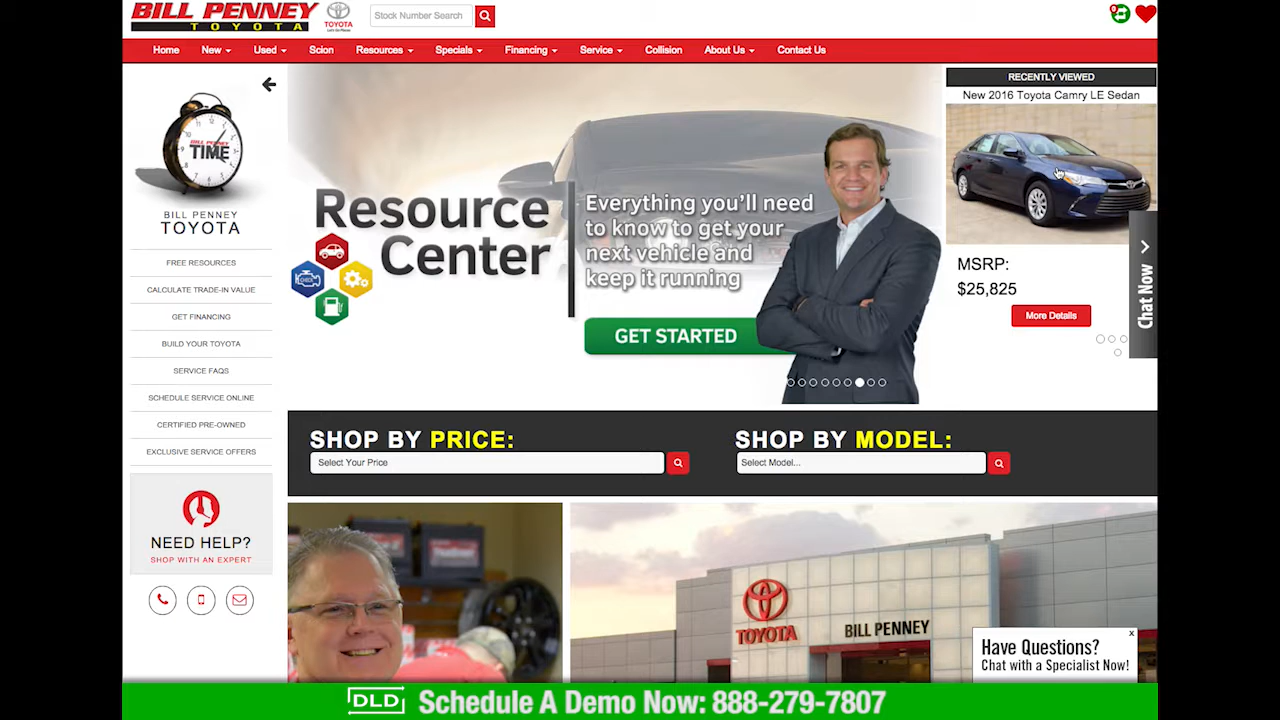 BILL PENNEY
TOYOTA
TOYOTA
Stock Number Search
Home New Used Scion Resources Specials Financing Service Collision About Us Contact Us
BILL PENNEY
TIME
BILL PENNEY
TOYOTA
FREE RESOURCES
CALCULATE TRADE-IN VALUE
GET FINANCING
BUILD YOUR TOYOTA
SERVICE FAQS
SCHEDULE SERVICE ONLINE
CERTIFIED PRE-OWNED
EXCLUSIVE SERVICE OFFERS
NEED HELP?
SHOP WITH AN EXPERT
Resource
Center
CHECK
Everything you'll need
to know to get your
next vehicle and
keep it running
GET STARTED
RECENTLY VIEWED
New 2016 Toyota Camry LE Sedan
MSRP:
$25,825
More Details
Chat Now
SHOP BY PRICE:
Select Your Price
SHOP BY MODEL:
Select Model...
TOYOTA
BILL PENNEY
x
Have Questions?
Chat with a Specialist Now!
DLD Schedule A Demo Now: 888-279-7807